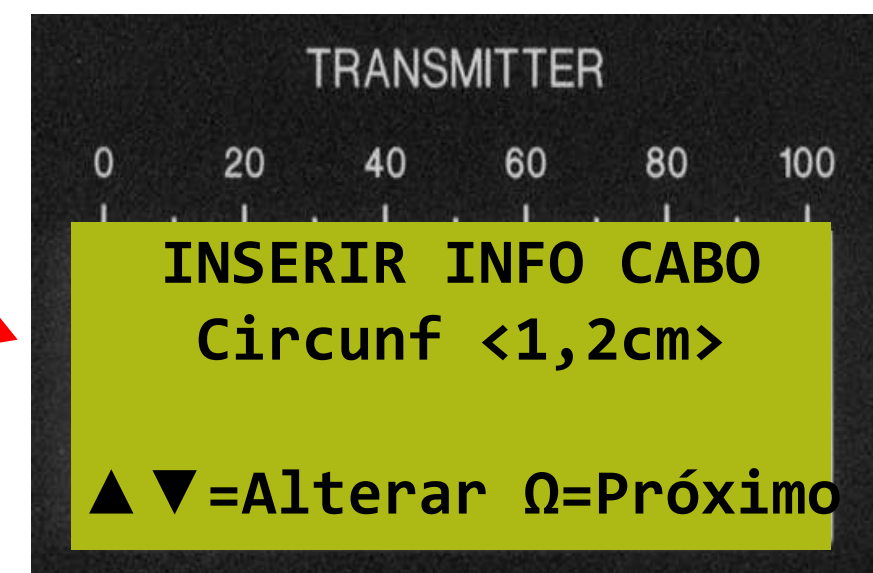 TRANSMITTER
0 20 40 60 80 100
INSERIR INFO CABO
Circunf <1,2cm>
▲ ▼ =Alterar Ω=Próximo